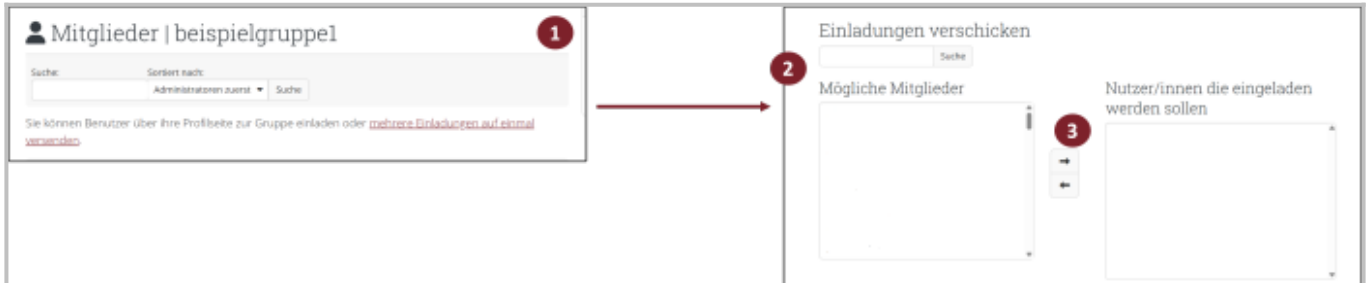 Mitglieder | beispielgruppe1
1
Suche:
Sortiert nach:
Administratoren zuerst
Suche
Sie können Benutzer über ihre Profilseite zur Gruppe einladen oder mehrere Einladungen auf einmal
versenden.
Einladungen verschicken
Suche
2
Mögliche Mitglieder
Nutzer/innen die eingeladen
werden sollen
3